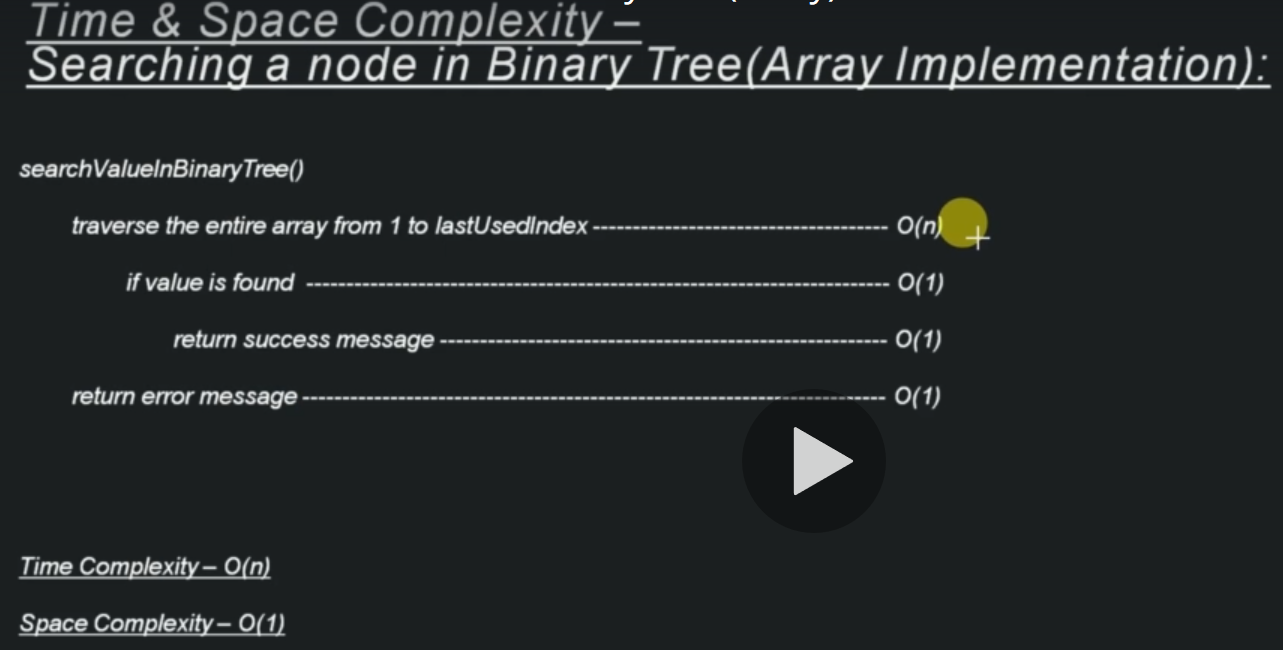 Time & Space Complexity –
Searching a node in Binary Tree(Array Implementation):
searchValueInBinaryTree()
traverse the entire array from 1 to lastUsedIndex ------------------------------------- O(n)
if value is found ------------------------------------------------------------------------- O(1)
return success message -------------------------------------------------------- O(1)
return error message ------------------------------------------------------------------------- O(1)
Time Complexity – O(n)
Space Complexity – O(1)